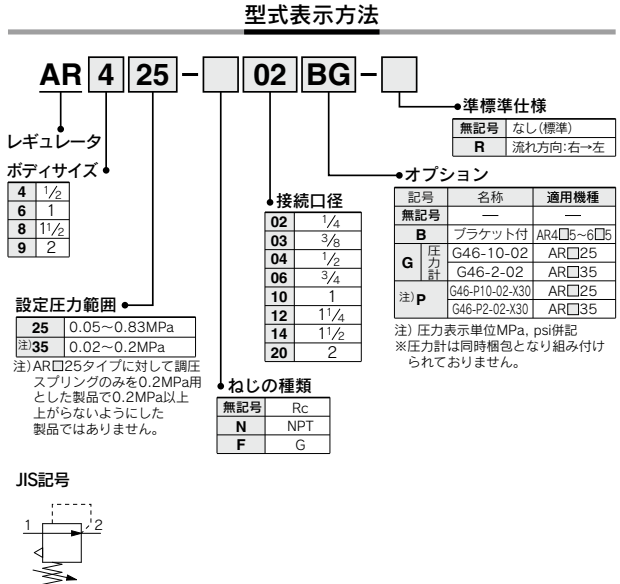 型式表示方法
AR 4 25 - □ 02 BG - □
準標準仕様
無記号 なし(標準)
R 流れ方向:右→左
レギュレータ
ボディサイズ
4 1/2
6 1
8 1 1/2
9 2
オプション
記号 名称 適用機種
無記号 — —
B ブラケット付 AR4□5~6□5
G 圧力計 G46-10-02 AR□25
G46-2-02 AR□35
注)P G46-P10-02-X30 AR□25
G46-P2-02-X30 AR□35
注) 圧力表示単位MPa, psi併記
※圧力計は同時梱包となり組み付け
られておりません。
接続口径
02 1/4
03 3/8
04 1/2
06 3/4
10 1
12 1 1/4
14 1 1/2
20 2
設定圧力範囲
25 0.05~0.83MPa
注)35 0.02~0.2MPa
注)AR□25タイプに対して調圧
スプリングのみを0.2MPa用
とした製品で0.2MPa以上
上がらないようにした
製品ではありません。
ねじの種類
無記号 Rc
N NPT
F G
JIS記号
1 2